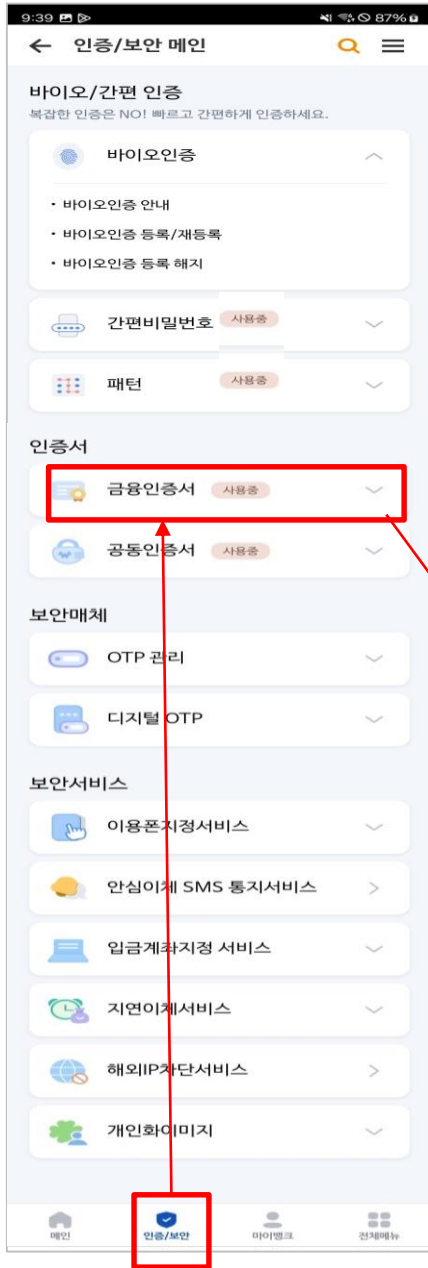 9:39 87%
인증/보안 메인
바이오/간편 인증
복잡한 인증은 NO! 빠르고 간편하게 인증하세요.
바이오인증
· 바이오인증 안내
· 바이오인증 등록/재등록
· 바이오인증 등록 해지
간편비밀번호 사용중
패턴 사용중
인증서
금융인증서 사용중
공동인증서 사용중
보안매체
OTP 관리
디지털 OTP
보안서비스
이용폰지정서비스
안심이체 SMS 통지서비스
입금계좌지정 서비스
지연이체서비스
해외IP차단서비스
개인화이미지
메인 인증/보안 마이뱅크 전체메뉴